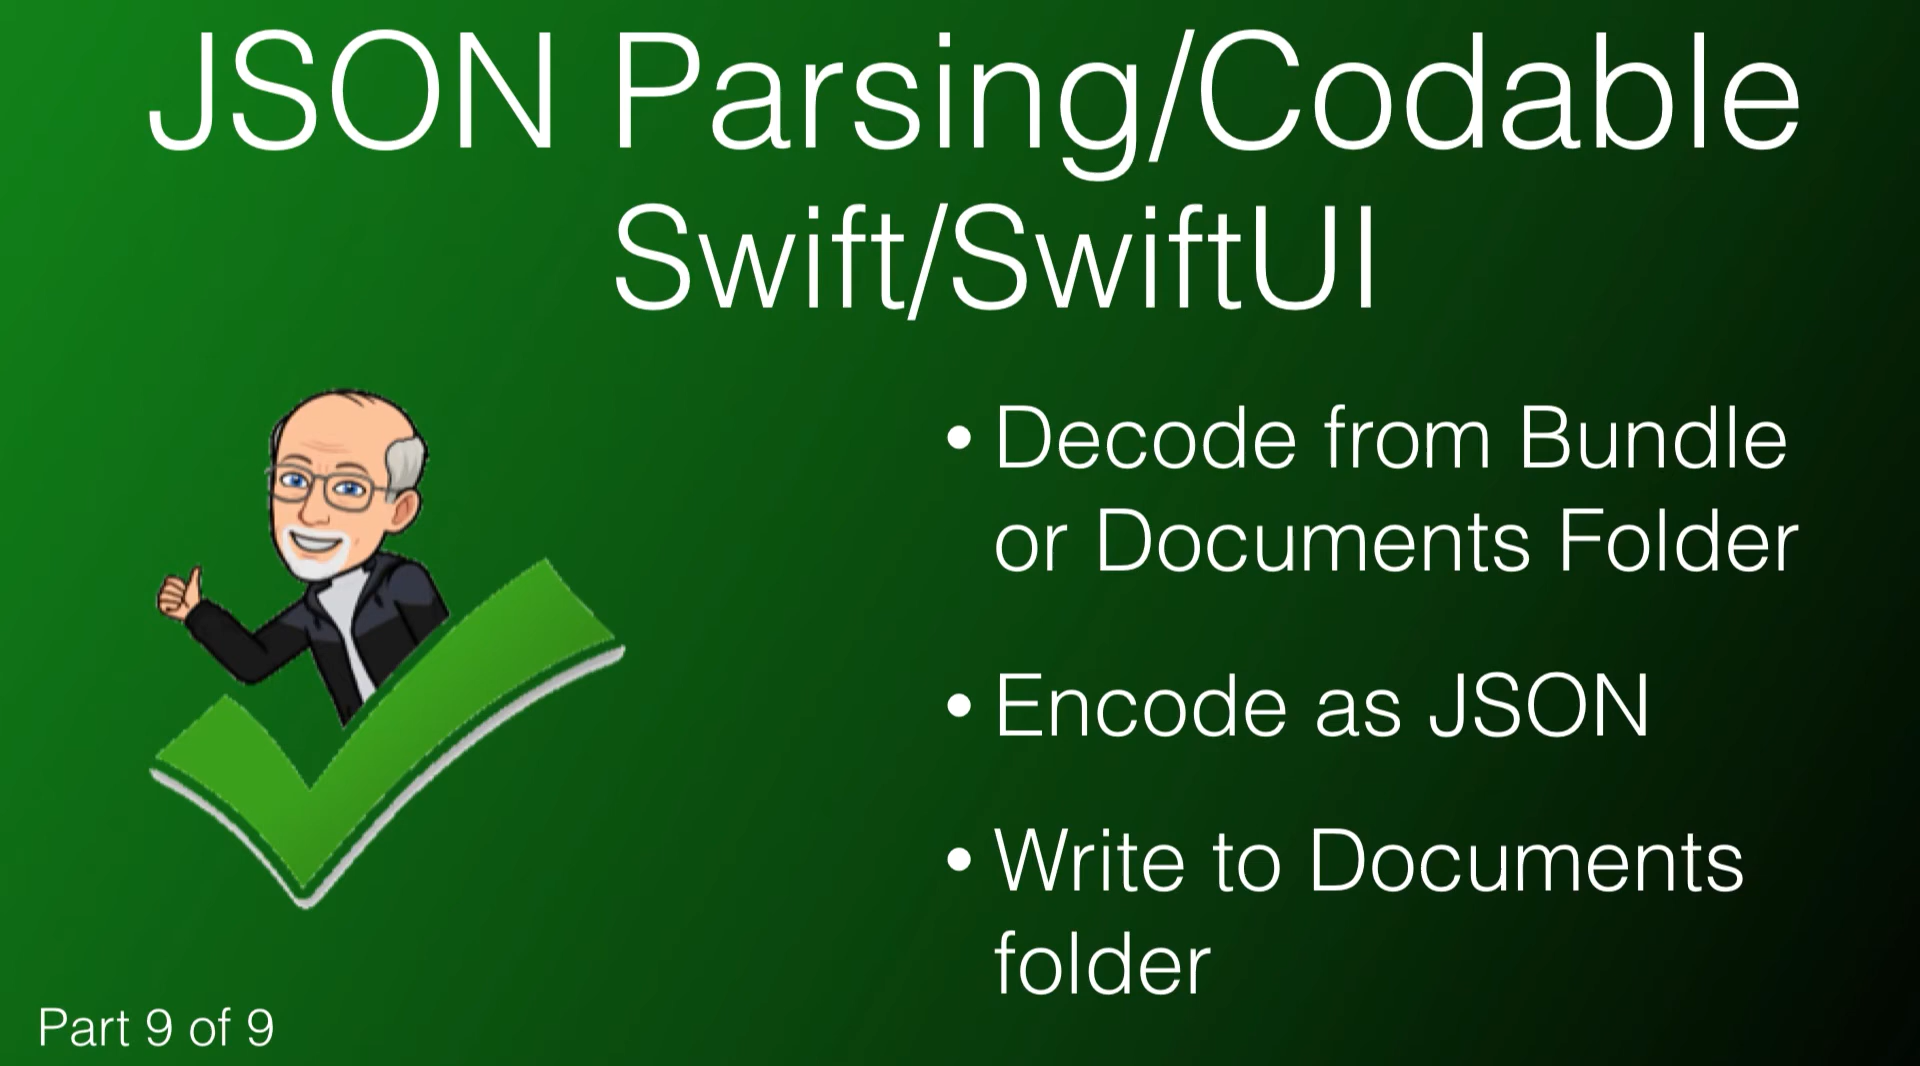 JSON Parsing/Codable
Swift/SwiftUI
• Decode from Bundle
or Documents Folder
• Encode as JSON
• Write to Documents
folder
Part 9 of 9